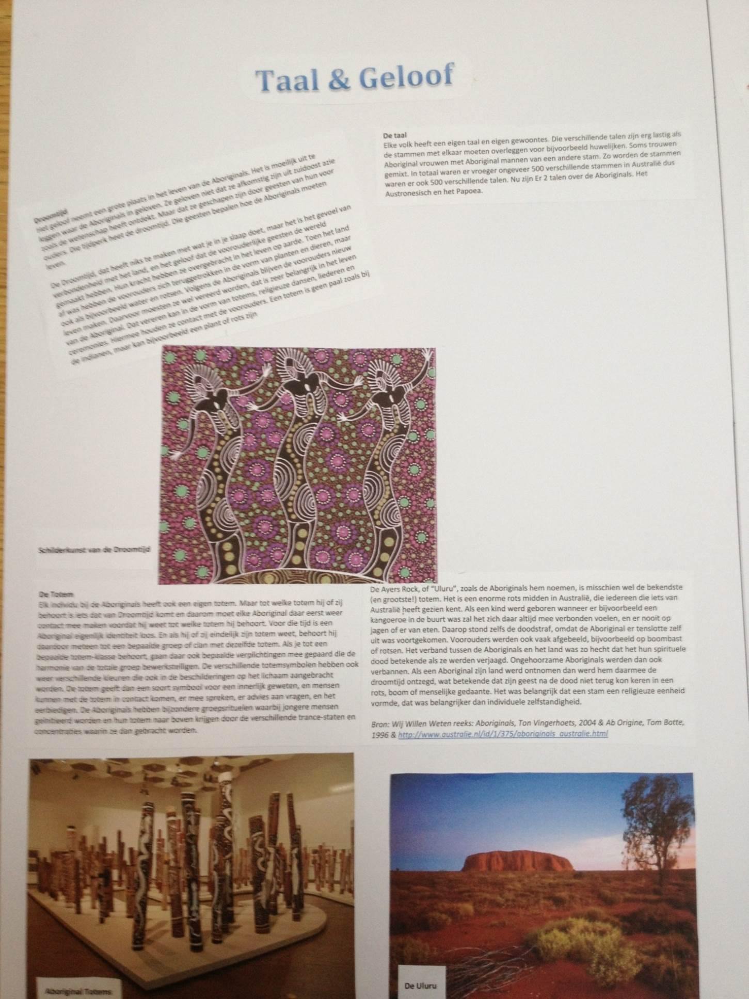 Taal & Geloof
Droomtijd
Het geloof neemt een grote plaats in het leven van de Aboriginals. Het is moeilijk uit te
leggen waar de Aboriginals in geloven. Ze geloven niet dat ze afkomstig zijn uit zuidoost azie
zoals de wetenschap heeft ontdekt. Maar dat ze geschapen zijn door geesten van hun voor
ouders. Die tijdperk heet de droomtijd. Die geesten bepalen hoe de Aboriginals moeten
leven.
De Droomtijd, dat heeft niks te maken met wat je in je slaap doet, maar het is het gevoel van
verbondenheid met het land, en het geloof dat de voorouderlijke geesten de wereld
gemaakt hebben. Hun kracht hebben ze overgebracht in het leven op aarde. Toen het land
af was hebben de voorouders zich teruggetrokken in de vorm van planten en dieren, maar
ook als bijvoorbeeld water en rotsen. Volgens de Aboriginals blijven de voorouders nieuw
leven maken. Daarvoor moesten ze wel vereerd worden, dat is zeer belangrijk in het leven
van de Aboriginal. Dat vereren kan in de vorm van totems, religieuze dansen, liederen en
ceremonies. Hiermee houden ze contact met de voorouders. Een totem is geen paal zoals bij
de indianen, maar kan bijvoorbeeld een plant of rots zijn
De taal
Elke volk heeft een eigen taal en eigen gewoontes. Die verschillende talen zijn erg lastig als
de stammen met elkaar moeten overleggen voor bijvoorbeeld huwelijken. Soms trouwen
Aboriginal vrouwen met Aboriginal mannen van een andere stam. Zo worden de stammen
gemixt. In totaal waren er vroeger ongeveer 500 verschillende stammen in Australië dus
waren er ook 500 verschillende talen. Nu zijn Er 2 talen over de Aboriginals. Het
Austronesisch en het Papoea.
Schilderkunst van de Droomtijd
De Totem
Elk individu bij de Aboriginals heeft ook een eigen totem. Maar tot welke totem hij of zij
behoort is iets dat van Droomtijd komt en daarom moet elke Aboriginal daar eerst weer
contact mee maken voordat hij weet tot welke totem hij behoort. Voor die tijd is een
Aboriginal eigenlijk identiteit loos. En als hij of zij eindelijk zijn totem weet, behoort hij
daardoor meteen tot een bepaalde groep of clan met dezelfde totem. Als je tot een
bepaalde totem-klasse behoort, gaan daar ook bepaalde verplichtingen mee gepaard die de
harmonie van de totale groep bewerkstelligen. De verschillende totemsymbolen hebben ook
weer verschillende kleuren die ook in de beschilderingen op het lichaam aangebracht
worden. De totem geeft dan een soort symbool voor een innerlijk geweten, en mensen
kunnen met de totem in contact komen, er mee spreken, er advies aan vragen, en het
eerbiedigen. De Aboriginals hebben bijzondere groepsrituelen waarbij jongere mensen
geïnitieerd worden en hun totem naar boven krijgen door de verschillende trance-staten en
concentraties waarin ze dan gebracht worden.
De Ayers Rock, of "Uluru", zoals de Aboriginals hem noemen, is misschien wel de bekendste
(en grootste!) totem. Het is een enorme rots midden in Australië, die iedereen die iets van
Australië heeft gezien kent. Als een kind werd geboren wanneer er bijvoorbeeld een
kangoeroe in de buurt was zal het zich daar altijd mee verbonden voelen, en er nooit op
jagen of er van eten. Daarop stond zelfs de doodstraf, omdat de Aboriginal er tenslotte zelf
uit was voortgekomen. Voorouders werden ook vaak afgebeeld, bijvoorbeeld op boombast
of rotsen. Het verband tussen de Aboriginals en het land was zo hecht dat het hun spirituele
dood betekende als ze werden verjaagd. Ongehoorzame Aboriginals werden dan ook
verbannen. Als een Aboriginal zijn land werd ontnomen dan werd hem daarmee de
droomtijd ontzegd, wat betekende dat zijn geest na de dood niet terug kon keren in een
rots, boom of menselijke gedaante. Het was belangrijk dat een stam een religieuze eenheid
vormde, dat was belangrijker dan individuele zelfstandigheid.
Bron: Wij Willen Weten reeks: Aboriginals, Ton Vingerhoets, 2004 & Ab Origine, Tom Botte,
1996 & http://www.australie.nl/id/1/375/aboriginals_australie.html
Aboriginal Totems
De Uluru